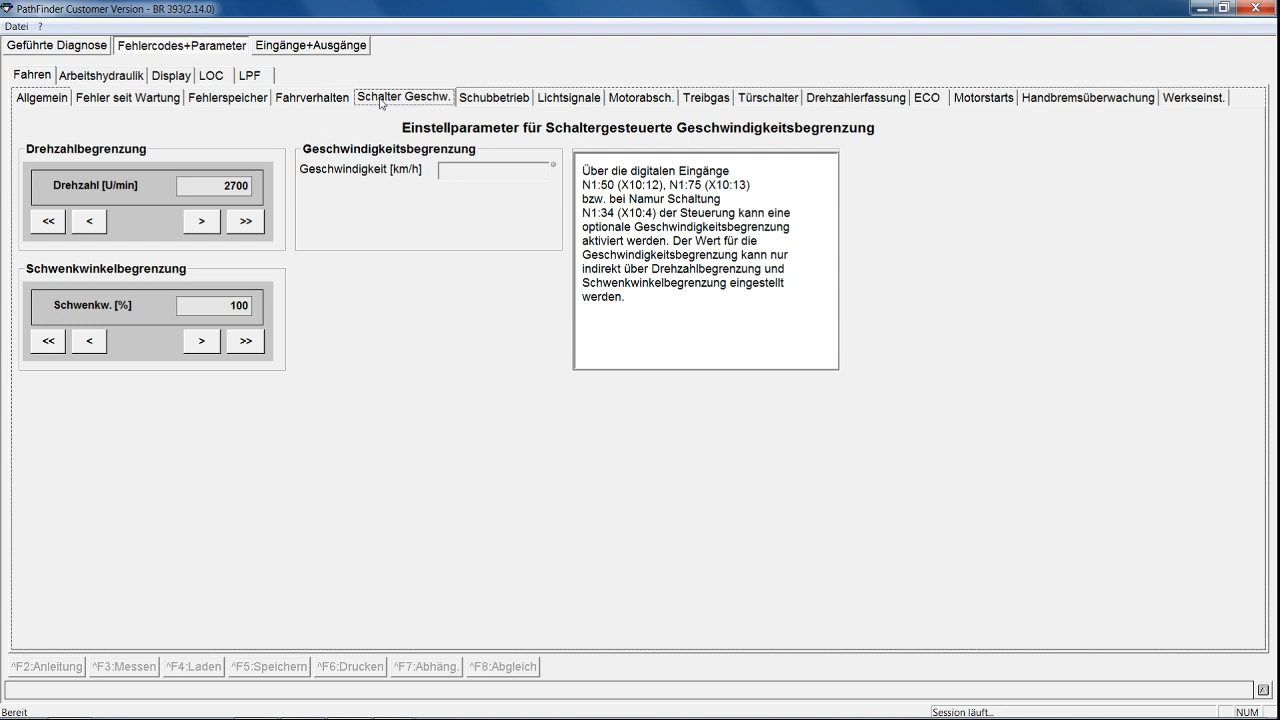 PathFinder Customer Version - BR 393(2.14.0)
Datei ?
Geführte Diagnose Fehlercodes+Parameter Eingänge+Ausgänge
Fahren Arbeitshydraulik Display LOC LPF
Allgemein Fehler seit Wartung Fehlerspeicher Fahrverhalten Schalter Geschw. Schubbetrieb Lichtsignale Motorabsch. Treibgas Türschalter Drehzahlerfassung ECO Motorstarts Handbremsüberwachung Werkseinst.
Einstellparameter für Schaltergesteuerte Geschwindigkeitsbegrenzung
Drehzahlbegrenzung
Drehzahl [U/min] 2700
<< < > >>
Schwenkwinkelbegrenzung
Schwenkw. [%] 100
<< < > >>
Geschwindigkeitsbegrenzung
Geschwindigkeit [km/h]
Über die digitalen Eingänge
N1:50 (X10:12), N1:75 (X10:13)
bzw. bei Namur Schaltung
N1:34 (X10:4) der Steuerung kann eine
optionale Geschwindigkeitsbegrenzung
aktiviert werden. Der Wert für die
Geschwindigkeitsbegrenzung kann nur
indirekt über Drehzahlbegrenzung und
Schwenkwinkelbegrenzung eingestellt
werden.
^F2:Anleitung ^F3:Messen ^F4:Laden ^F5:Speichern ^F6:Drucken ^F7:Abhäng. ^F8:Abgleich
Bereit Session läuft... NUM